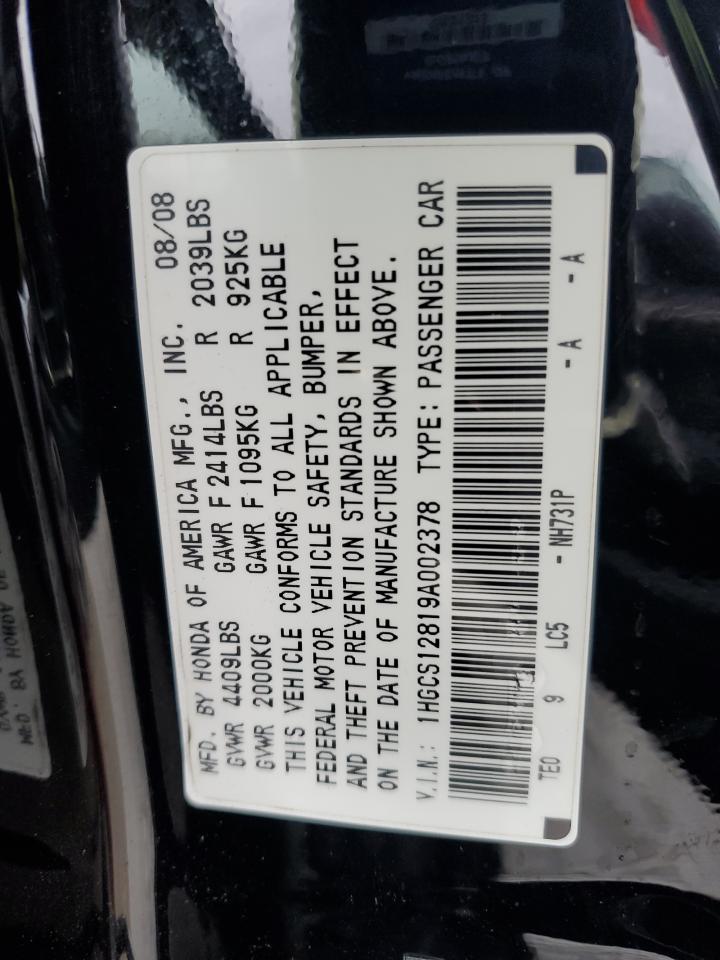 MFD. BY HONDA OF AMERICA MFG., INC. 08/08
GVWR 4409LBS GAWR F 2414LBS R 2039LBS
GVWR 2000KG GAWR F 1095KG R 925KG
THIS VEHICLE CONFORMS TO ALL APPLICABLE
FEDERAL MOTOR VEHICLE SAFETY, BUMPER,
AND THEFT PREVENTION STANDARDS IN EFFECT
ON THE DATE OF MANUFACTURE SHOWN ABOVE.
V.I.N.: 1HGCS12819A002378 TYPE: PASSENGER CAR
TE0 9 LC5 - NH731P - A - A